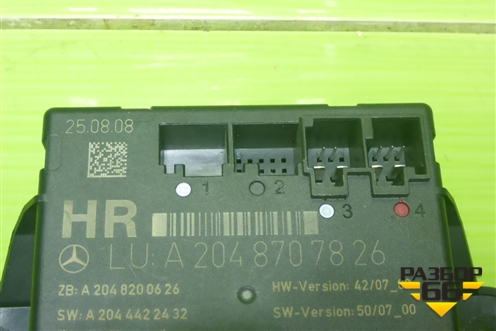 25.08.08
1 2 3 4
HR
LU: A 204 870 78 26
ZB: A 204 820 06 26 HW-Version: 42/07_0
SW: A 204 442 24 32 SW-Version: 50/07_00
РАЗБОР
66